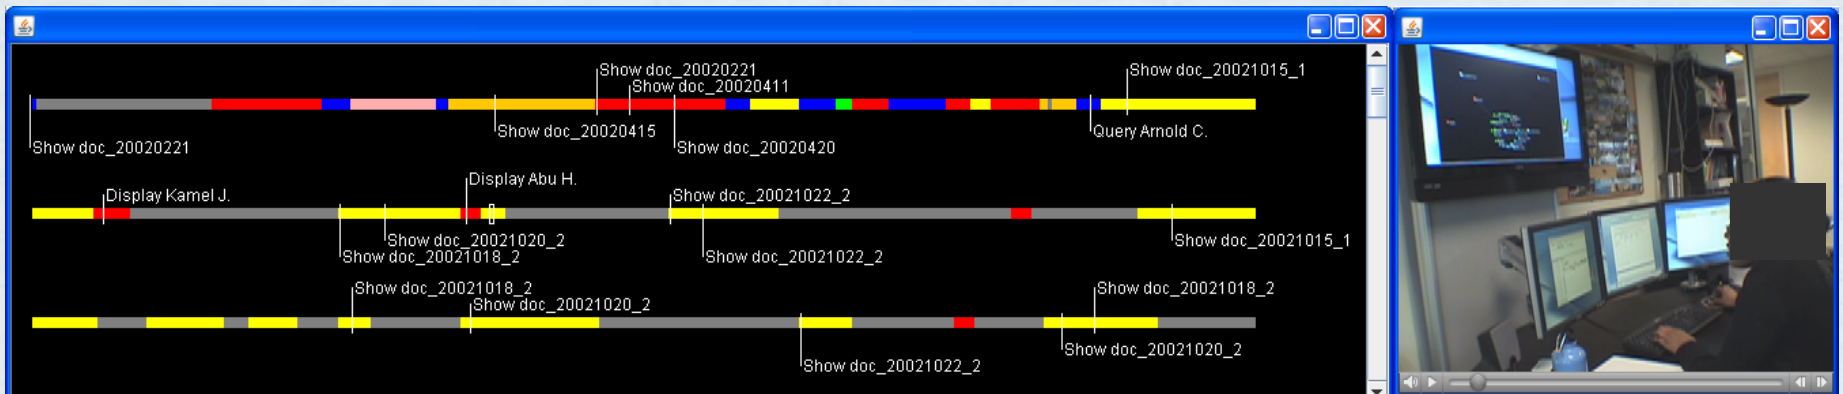 Show doc_20020221
Show doc_20020411
Show doc_20021015_1
Show doc_20020415
Query Arnold C.
Show doc_20020221
Show doc_20020420
Display Abu H.
Display Kamel J.
Show doc_20021022_2
Show doc_20021020_2
Show doc_20021015_1
Show doc_20021018_2
Show doc_20021022_2
Show doc_20021018_2
Show doc_20021018_2
Show doc_20021020_2
Show doc_20021020_2
Show doc_20021022_2